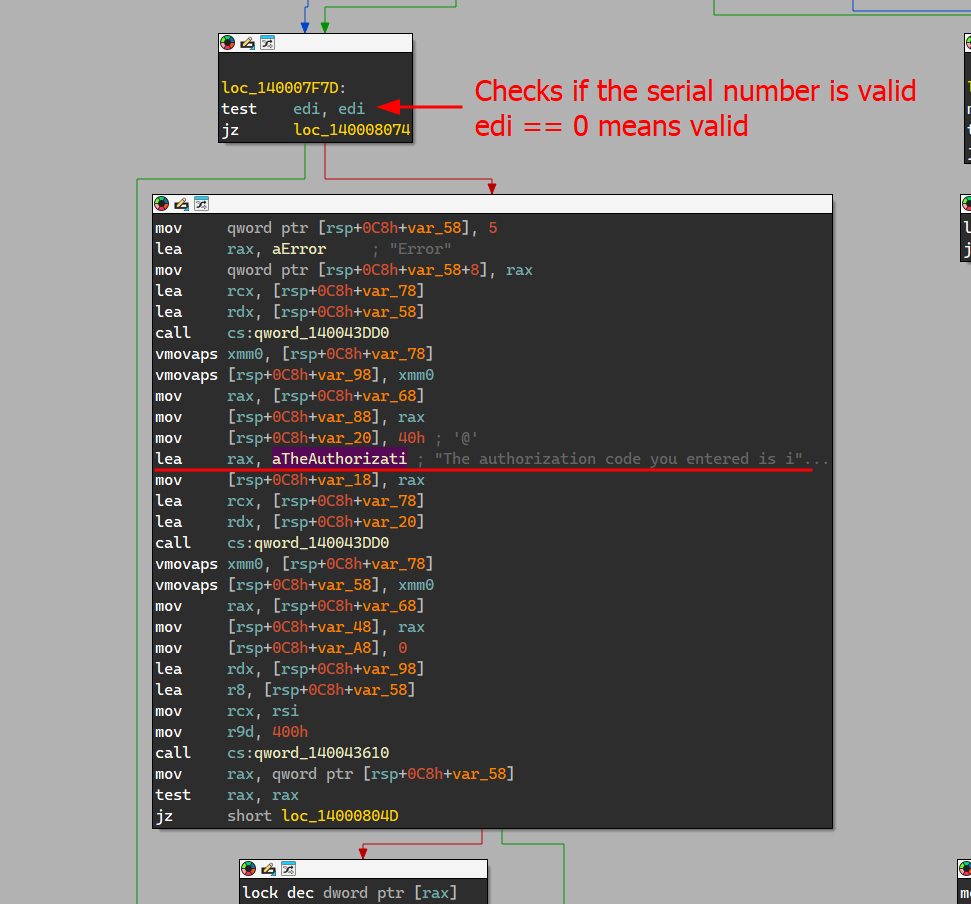 loc_140007F7D:
test edi, edi
jz loc_140008074
Checks if the serial number is valid
edi == 0 means valid
mov qword ptr [rsp+0C8h+var_58], 5
lea rax, aError ; "Error"
mov qword ptr [rsp+0C8h+var_58+8], rax
lea rcx, [rsp+0C8h+var_78]
lea rdx, [rsp+0C8h+var_58]
call cs:qword_140043DD0
vmovaps xmm0, [rsp+0C8h+var_78]
vmovaps [rsp+0C8h+var_98], xmm0
mov rax, [rsp+0C8h+var_68]
mov [rsp+0C8h+var_88], rax
mov [rsp+0C8h+var_20], 40h ; '@'
lea rax, aTheAuthorizati ; "The authorization code you entered is i"...
mov [rsp+0C8h+var_18], rax
lea rcx, [rsp+0C8h+var_78]
lea rdx, [rsp+0C8h+var_20]
call cs:qword_140043DD0
vmovaps xmm0, [rsp+0C8h+var_78]
vmovaps [rsp+0C8h+var_58], xmm0
mov rax, [rsp+0C8h+var_68]
mov [rsp+0C8h+var_48], rax
mov [rsp+0C8h+var_A8], 0
lea rdx, [rsp+0C8h+var_98]
lea r8, [rsp+0C8h+var_58]
mov rcx, rsi
mov r9d, 400h
call cs:qword_140043610
mov rax, qword ptr [rsp+0C8h+var_58]
test rax, rax
jz short loc_14000804D
lock dec dword ptr [rax]